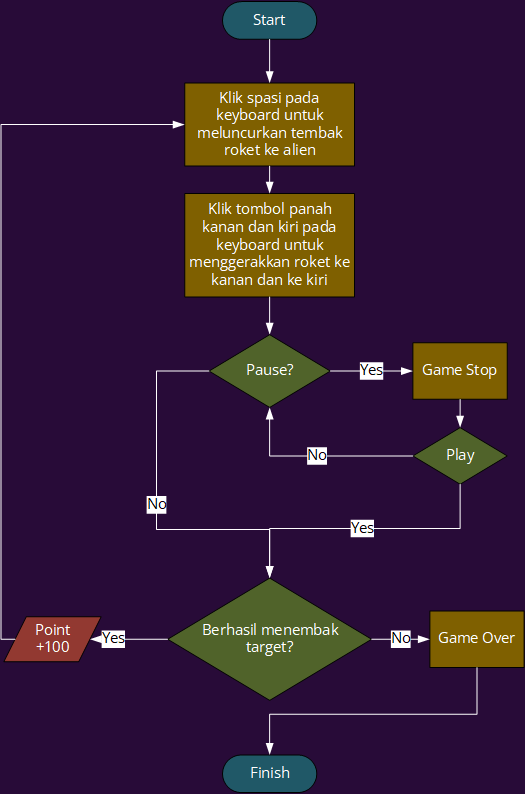 Start
Klik spasi pada
keyboard untuk
meluncurkan tembak
roket ke alien
Klik tombol panah
kanan dan kiri pada
keyboard untuk
menggerakkan roket ke
kanan dan ke kiri
Pause?
Yes
Game Stop
Play
No
No
Yes
Berhasil menembak
target?
Yes
Point
+100
No
Game Over
Finish